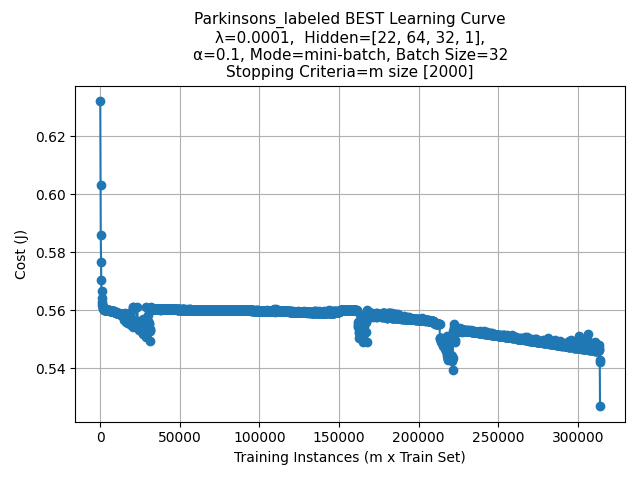 Parkinsons_labeled BEST Learning Curve
λ=0.0001,  Hidden=[22, 64, 32, 1],
α=0.1, Mode=mini-batch, Batch Size=32
Stopping Criteria=m size [2000]
Cost (J)
0.62
0.60
0.58
0.56
0.54
0 50000 100000 150000 200000 250000 300000
Training Instances (m x Train Set)